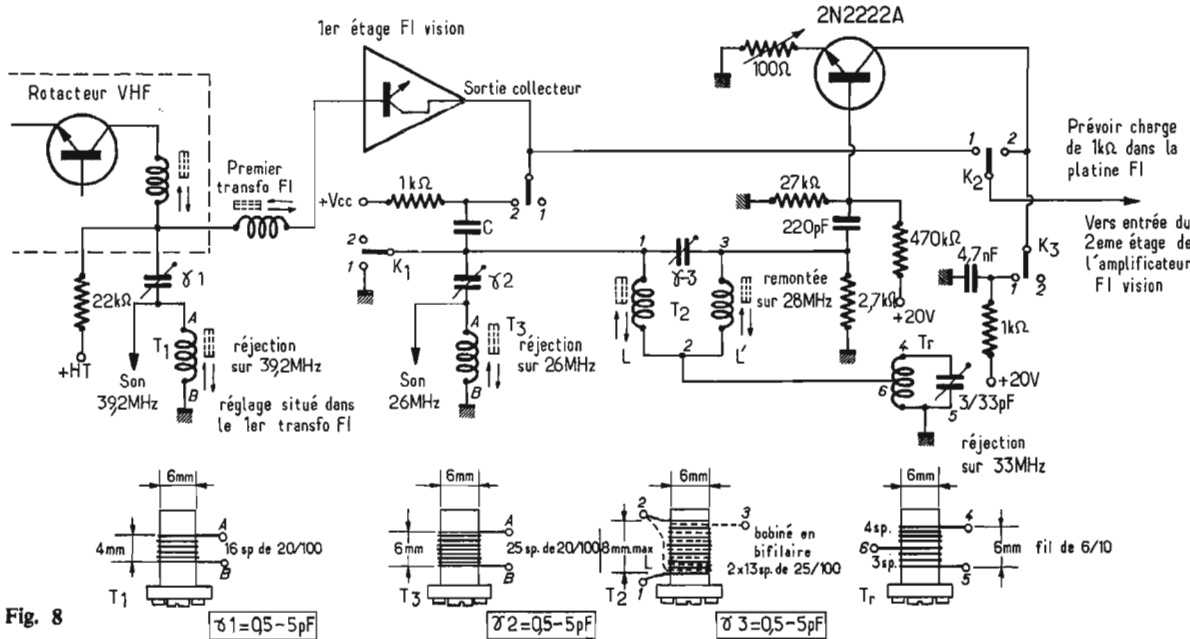 1er étage FI vision
2N2222A
100Ω
Rotacteur VHF
Sortie collecteur
Premier
transfo FI
1kΩ
+Vcc
2
1
C
2
1
K1
1
2
K2
Prévoir charge
de 1kΩ dans la
platine FI
Vers entrée du
2eme étage de
l'amplificateur
FI vision
27kΩ
220pF
470kΩ
4,7nF
K3
1
2
1kΩ
+20V
+20V
γ1
22kΩ
+HT
T1
A
B
Son
39,2MHz
réjection
sur 39,2MHz
réglage situé dans
le 1er transfo FI
γ2
T3
A
B
Son
26MHz
réjection
sur 26MHz
1
γ3
3
T2
L
L'
2
remontée
sur 28MHz
2,7kΩ
Tr
4
6
5
3/33pF
réjection
sur 33MHz
6mm
4mm
A
B
16 sp de 20/100
T1
6mm
6mm
A
B
25 sp. de 20/100
T3
6mm
2
3
8mm.max
L
1
bobiné en
bifilaire
2x13sp. de 25/100
T2
6mm
4sp.
4
6
3sp.
5
6mm
fil de 6/10
Tr
Fig. 8
γ1=0,5-5pF
γ2=0,5-5pF
γ3=0,5-5pF